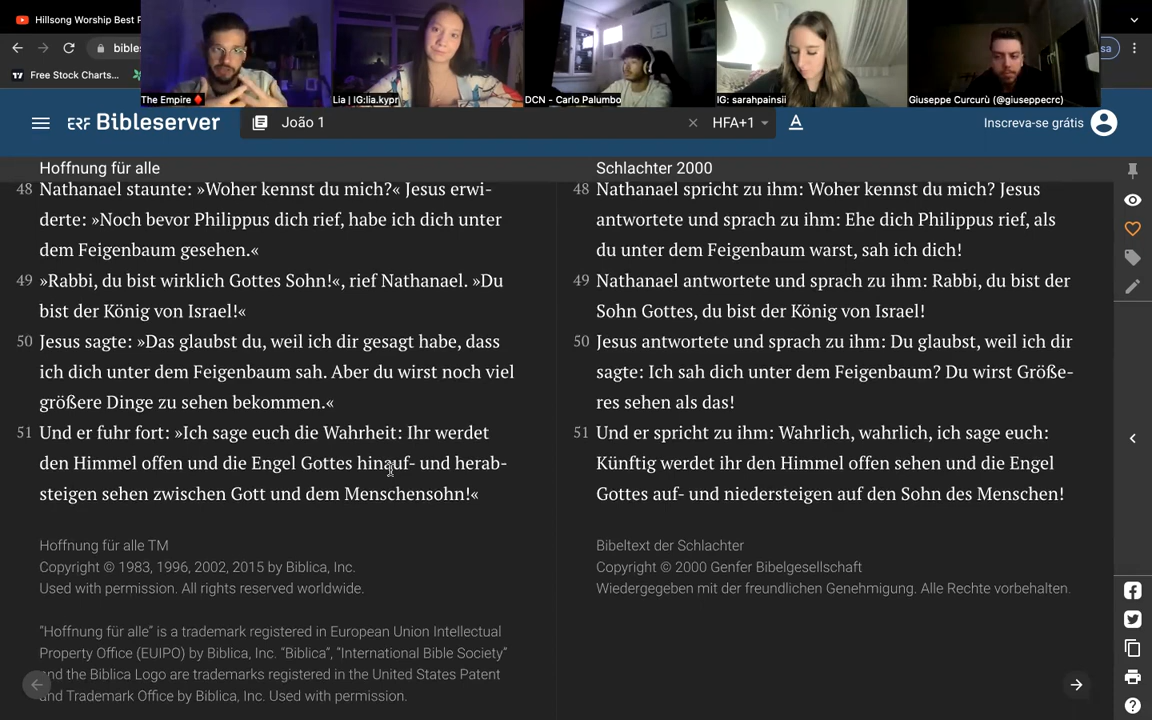 Hillsong Worship Best P
bibles
sa
Free Stock Charts...
The Empire
Lia | IG:lia.kypr
DCN - Carlo Palumbo
IG: sarahpainsii
Giuseppe Curcurù (@giuseppecrc)
ERF Bibleserver
João 1
HFA+1
A
Inscreva-se grátis
Hoffnung für alle
48 Nathanael staunte: »Woher kennst du mich?« Jesus erwi-
derte: »Noch bevor Philippus dich rief, habe ich dich unter
dem Feigenbaum gesehen.«
49 »Rabbi, du bist wirklich Gottes Sohn!«, rief Nathanael. »Du
bist der König von Israel!«
50 Jesus sagte: »Das glaubst du, weil ich dir gesagt habe, dass
ich dich unter dem Feigenbaum sah. Aber du wirst noch viel
größere Dinge zu sehen bekommen.«
51 Und er fuhr fort: »Ich sage euch die Wahrheit: Ihr werdet
den Himmel offen und die Engel Gottes hinauf- und herab-
steigen sehen zwischen Gott und dem Menschensohn!«
Hoffnung für alle TM
Copyright © 1983, 1996, 2002, 2015 by Biblica, Inc.
Used with permission. All rights reserved worldwide.
"Hoffnung für alle" is a trademark registered in European Union Intellectual
Property Office (EUIPO) by Biblica, Inc. "Biblica", "International Bible Society"
and the Biblica Logo are trademarks registered in the United States Patent
and Trademark Office by Biblica, Inc. Used with permission.
Schlachter 2000
48 Nathanael spricht zu ihm: Woher kennst du mich? Jesus
antwortete und sprach zu ihm: Ehe dich Philippus rief, als
du unter dem Feigenbaum warst, sah ich dich!
49 Nathanael antwortete und sprach zu ihm: Rabbi, du bist der
Sohn Gottes, du bist der König von Israel!
50 Jesus antwortete und sprach zu ihm: Du glaubst, weil ich dir
sagte: Ich sah dich unter dem Feigenbaum? Du wirst Größe-
res sehen als das!
51 Und er spricht zu ihm: Wahrlich, wahrlich, ich sage euch:
Künftig werdet ihr den Himmel offen sehen und die Engel
Gottes auf- und niedersteigen auf den Sohn des Menschen!
Bibeltext der Schlachter
Copyright © 2000 Genfer Bibelgesellschaft
Wiedergegeben mit der freundlichen Genehmigung. Alle Rechte vorbehalten.